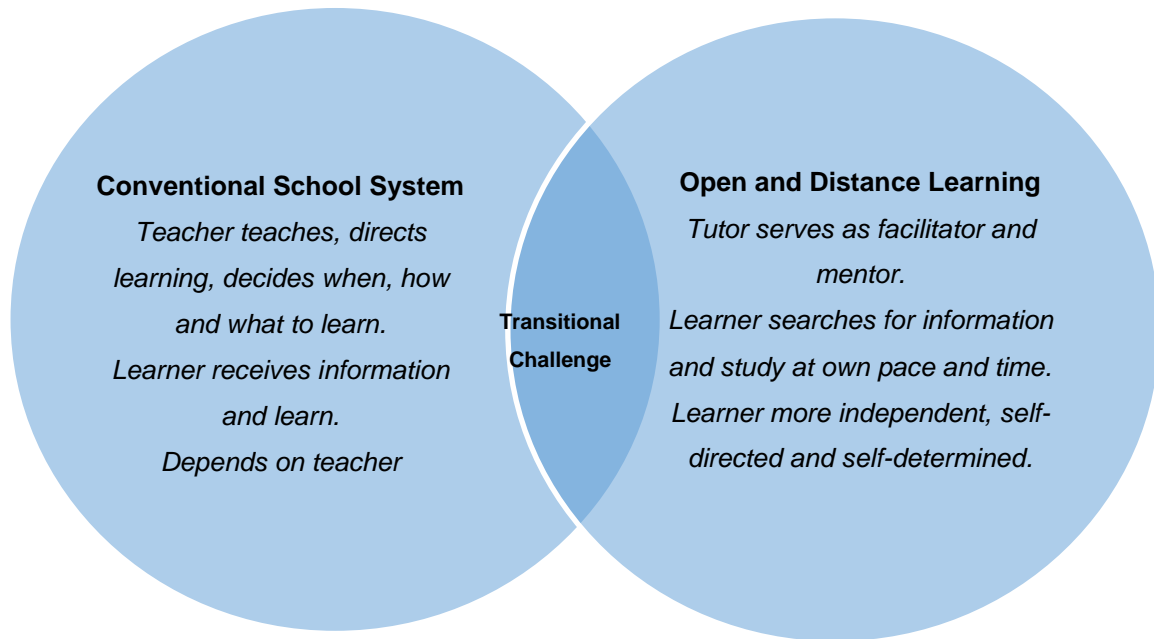 Conventional School System
Teacher teaches, directs
learning, decides when, how
and what to learn.
Learner receives information
and learn.
Depends on teacher
Transitional
Challenge
Open and Distance Learning
Tutor serves as facilitator and
mentor.
Learner searches for information
and study at own pace and time.
Learner more independent, self-
directed and self-determined.